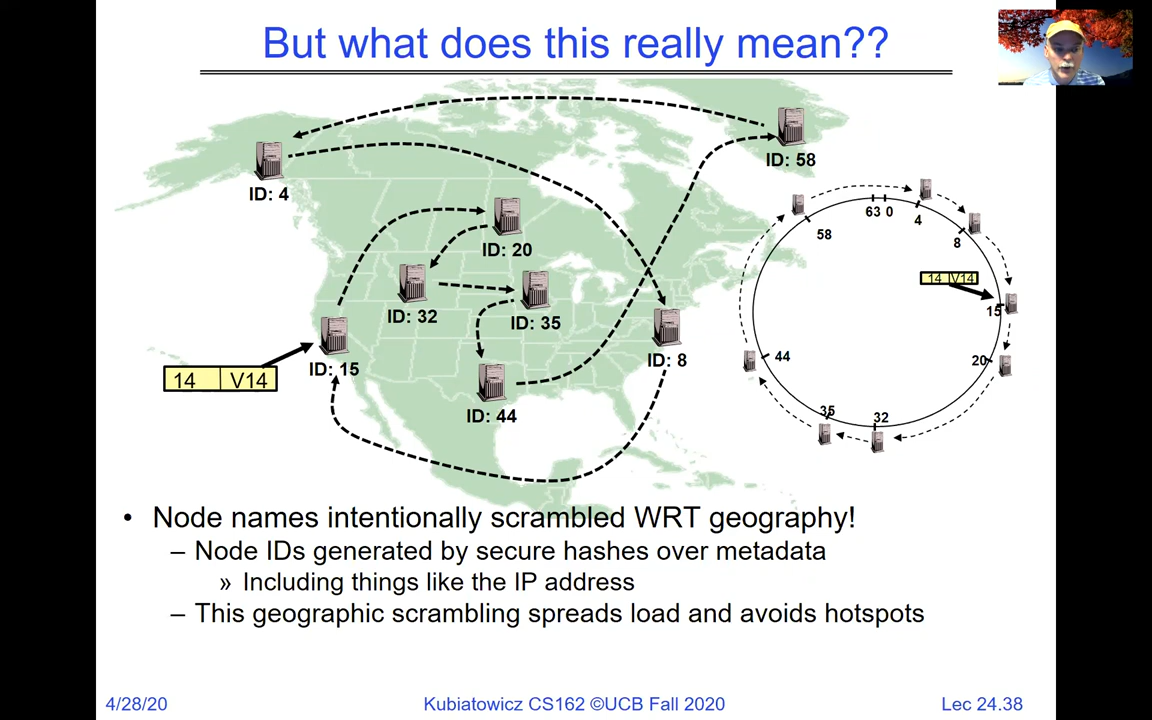 But what does this really mean??
ID: 58
ID: 4
ID: 20
ID: 32
ID: 35
ID: 15
ID: 8
ID: 44
14 V14
63 0
4
8
58
14 V14
15
20
44
35
32
• Node names intentionally scrambled WRT geography!
– Node IDs generated by secure hashes over metadata
» Including things like the IP address
– This geographic scrambling spreads load and avoids hotspots
4/28/20
Kubiatowicz CS162 ©UCB Fall 2020
Lec 24.38